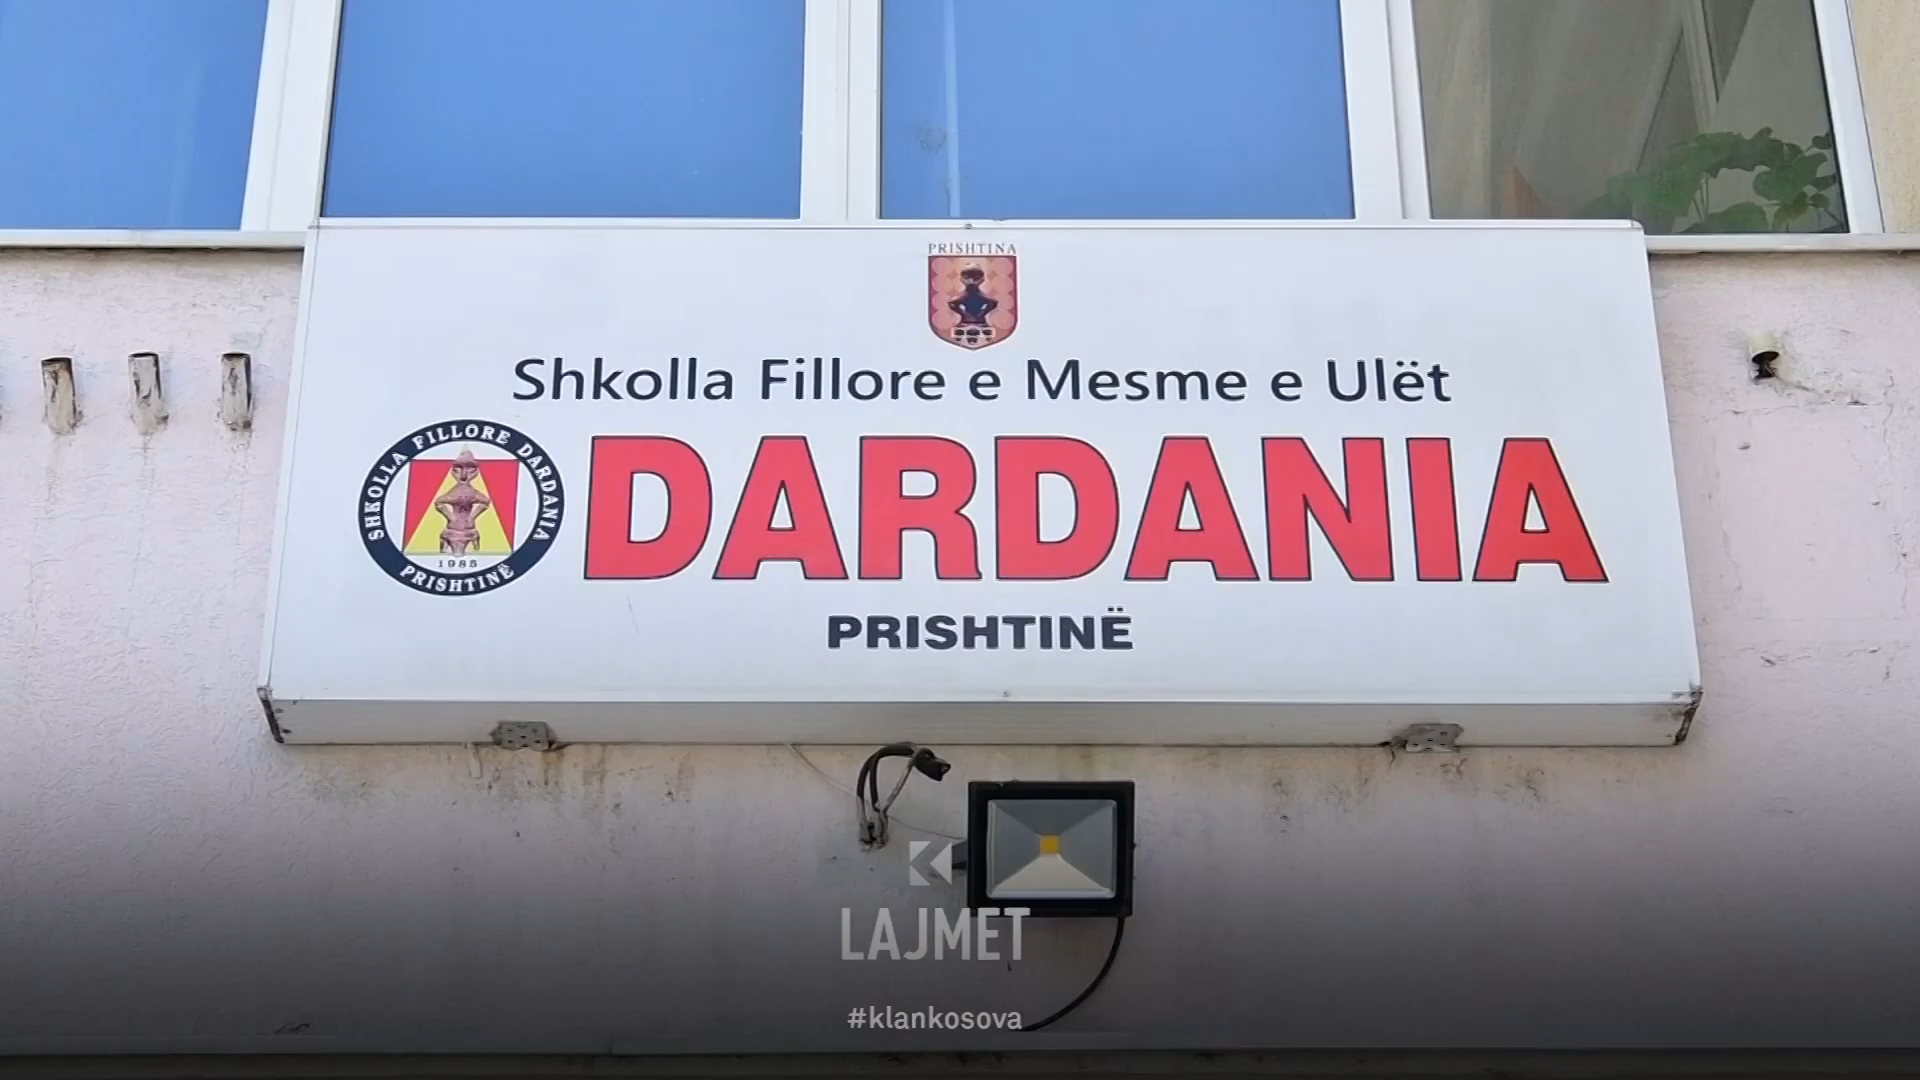 PRISHTINA
Shkolla Fillore e Mesme e Ulët
SHKOLLA FILLORE DARDANIA
1985
PRISHTINË
DARDANIA
PRISHTINË
LAJMET
#klankosova